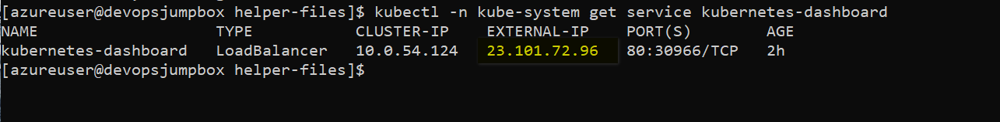 [azureuser@devopsjumpbox helper-files]$ kubectl -n kube-system get service kubernetes-dashboard
NAME TYPE CLUSTER-IP EXTERNAL-IP PORT(S) AGE
kubernetes-dashboard LoadBalancer 10.0.54.124 23.101.72.96 80:30966/TCP 2h
[azureuser@devopsjumpbox helper-files]$